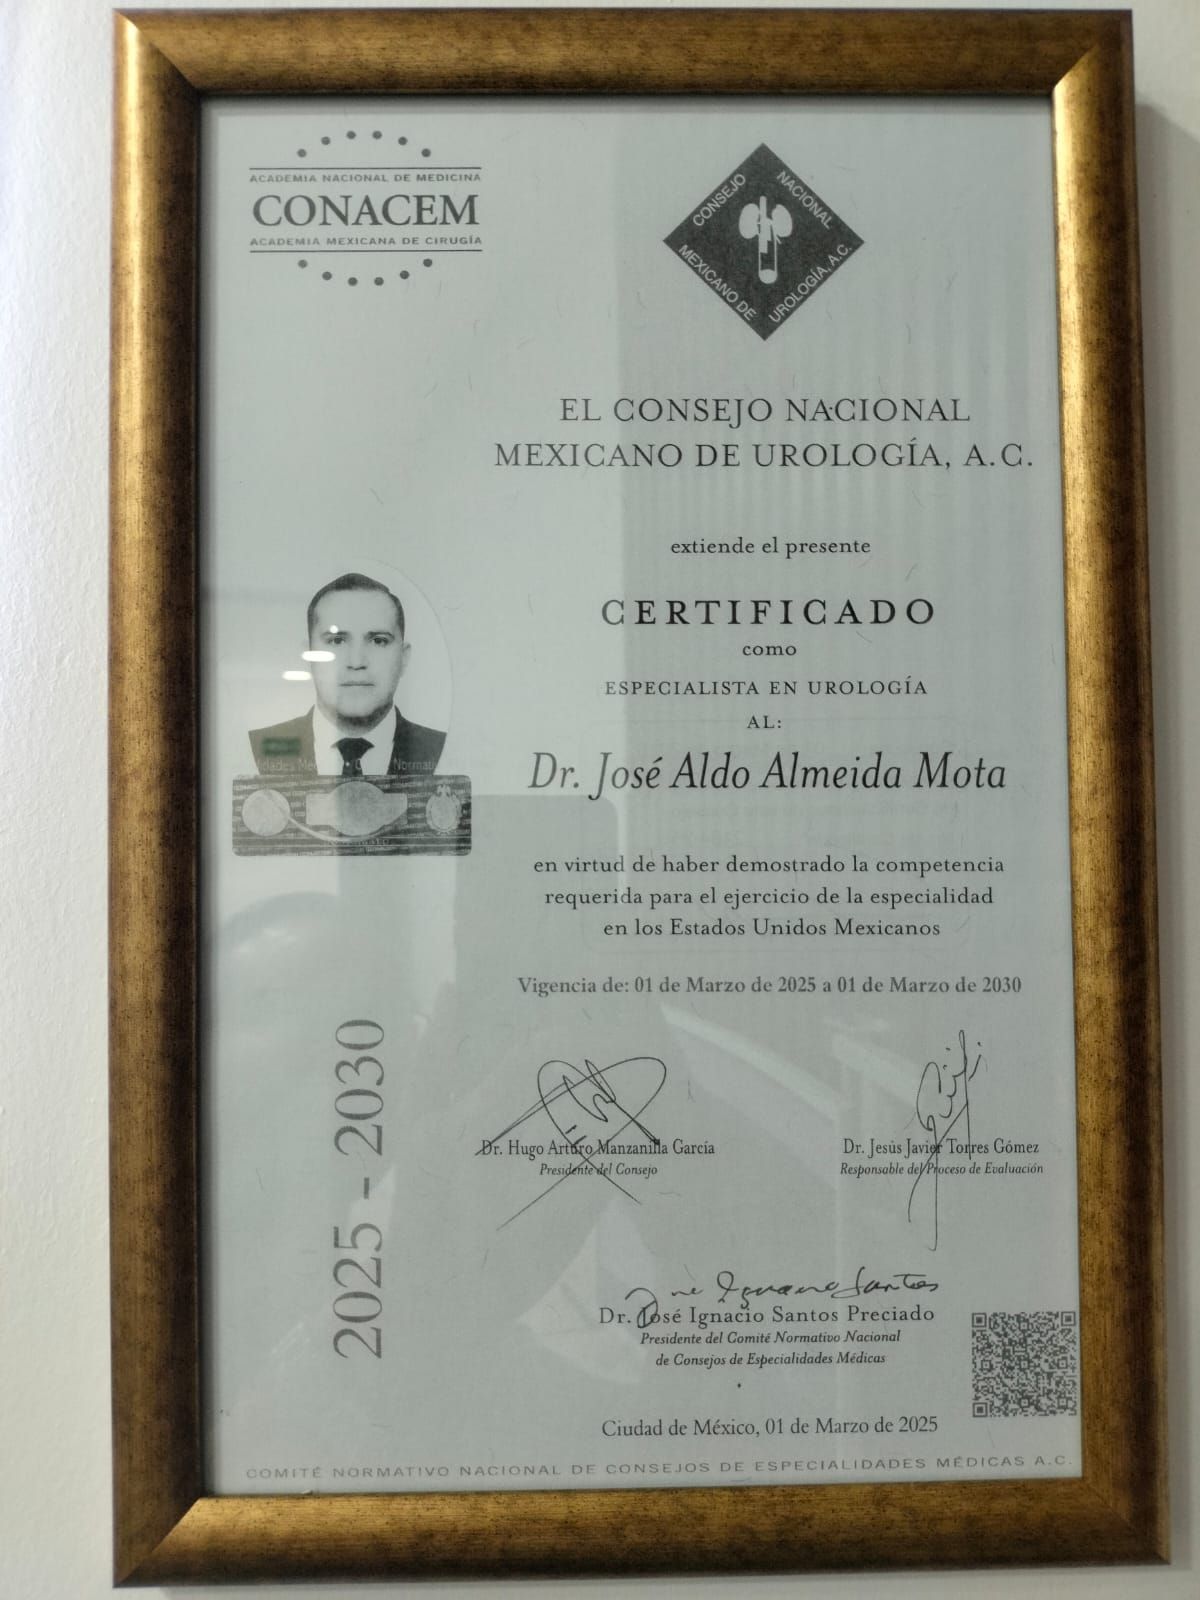 ACADEMIA NACIONAL DE MEDICINA
CONACEM
ACADEMIA MEXICANA DE CIRUGÍA
CONSEJO NACIONAL
MEXICANO DE UROLOGÍA, A.C.
EL CONSEJO NACIONAL
MEXICANO DE UROLOGÍA, A.C.
extiende el presente
CERTIFICADO
como
ESPECIALISTA EN UROLOGÍA
AL:
Dr. José Aldo Almeida Mota
en virtud de haber demostrado la competencia
requerida para el ejercicio de la especialidad
en los Estados Unidos Mexicanos
Vigencia de: 01 de Marzo de 2025 a 01 de Marzo de 2030
2025 - 2030
Dr. Hugo Arturo Manzanilla García
Presidente del Consejo
Dr. Jesús Javier Torres Gómez
Responsable del Proceso de Evaluación
Dr. José Ignacio Santos Preciado
Presidente del Comité Normativo Nacional
de Consejos de Especialidades Médicas
Ciudad de México, 01 de Marzo de 2025
COMITÉ NORMATIVO NACIONAL DE CONSEJOS DE ESPECIALIDADES MÉDICAS A.C.